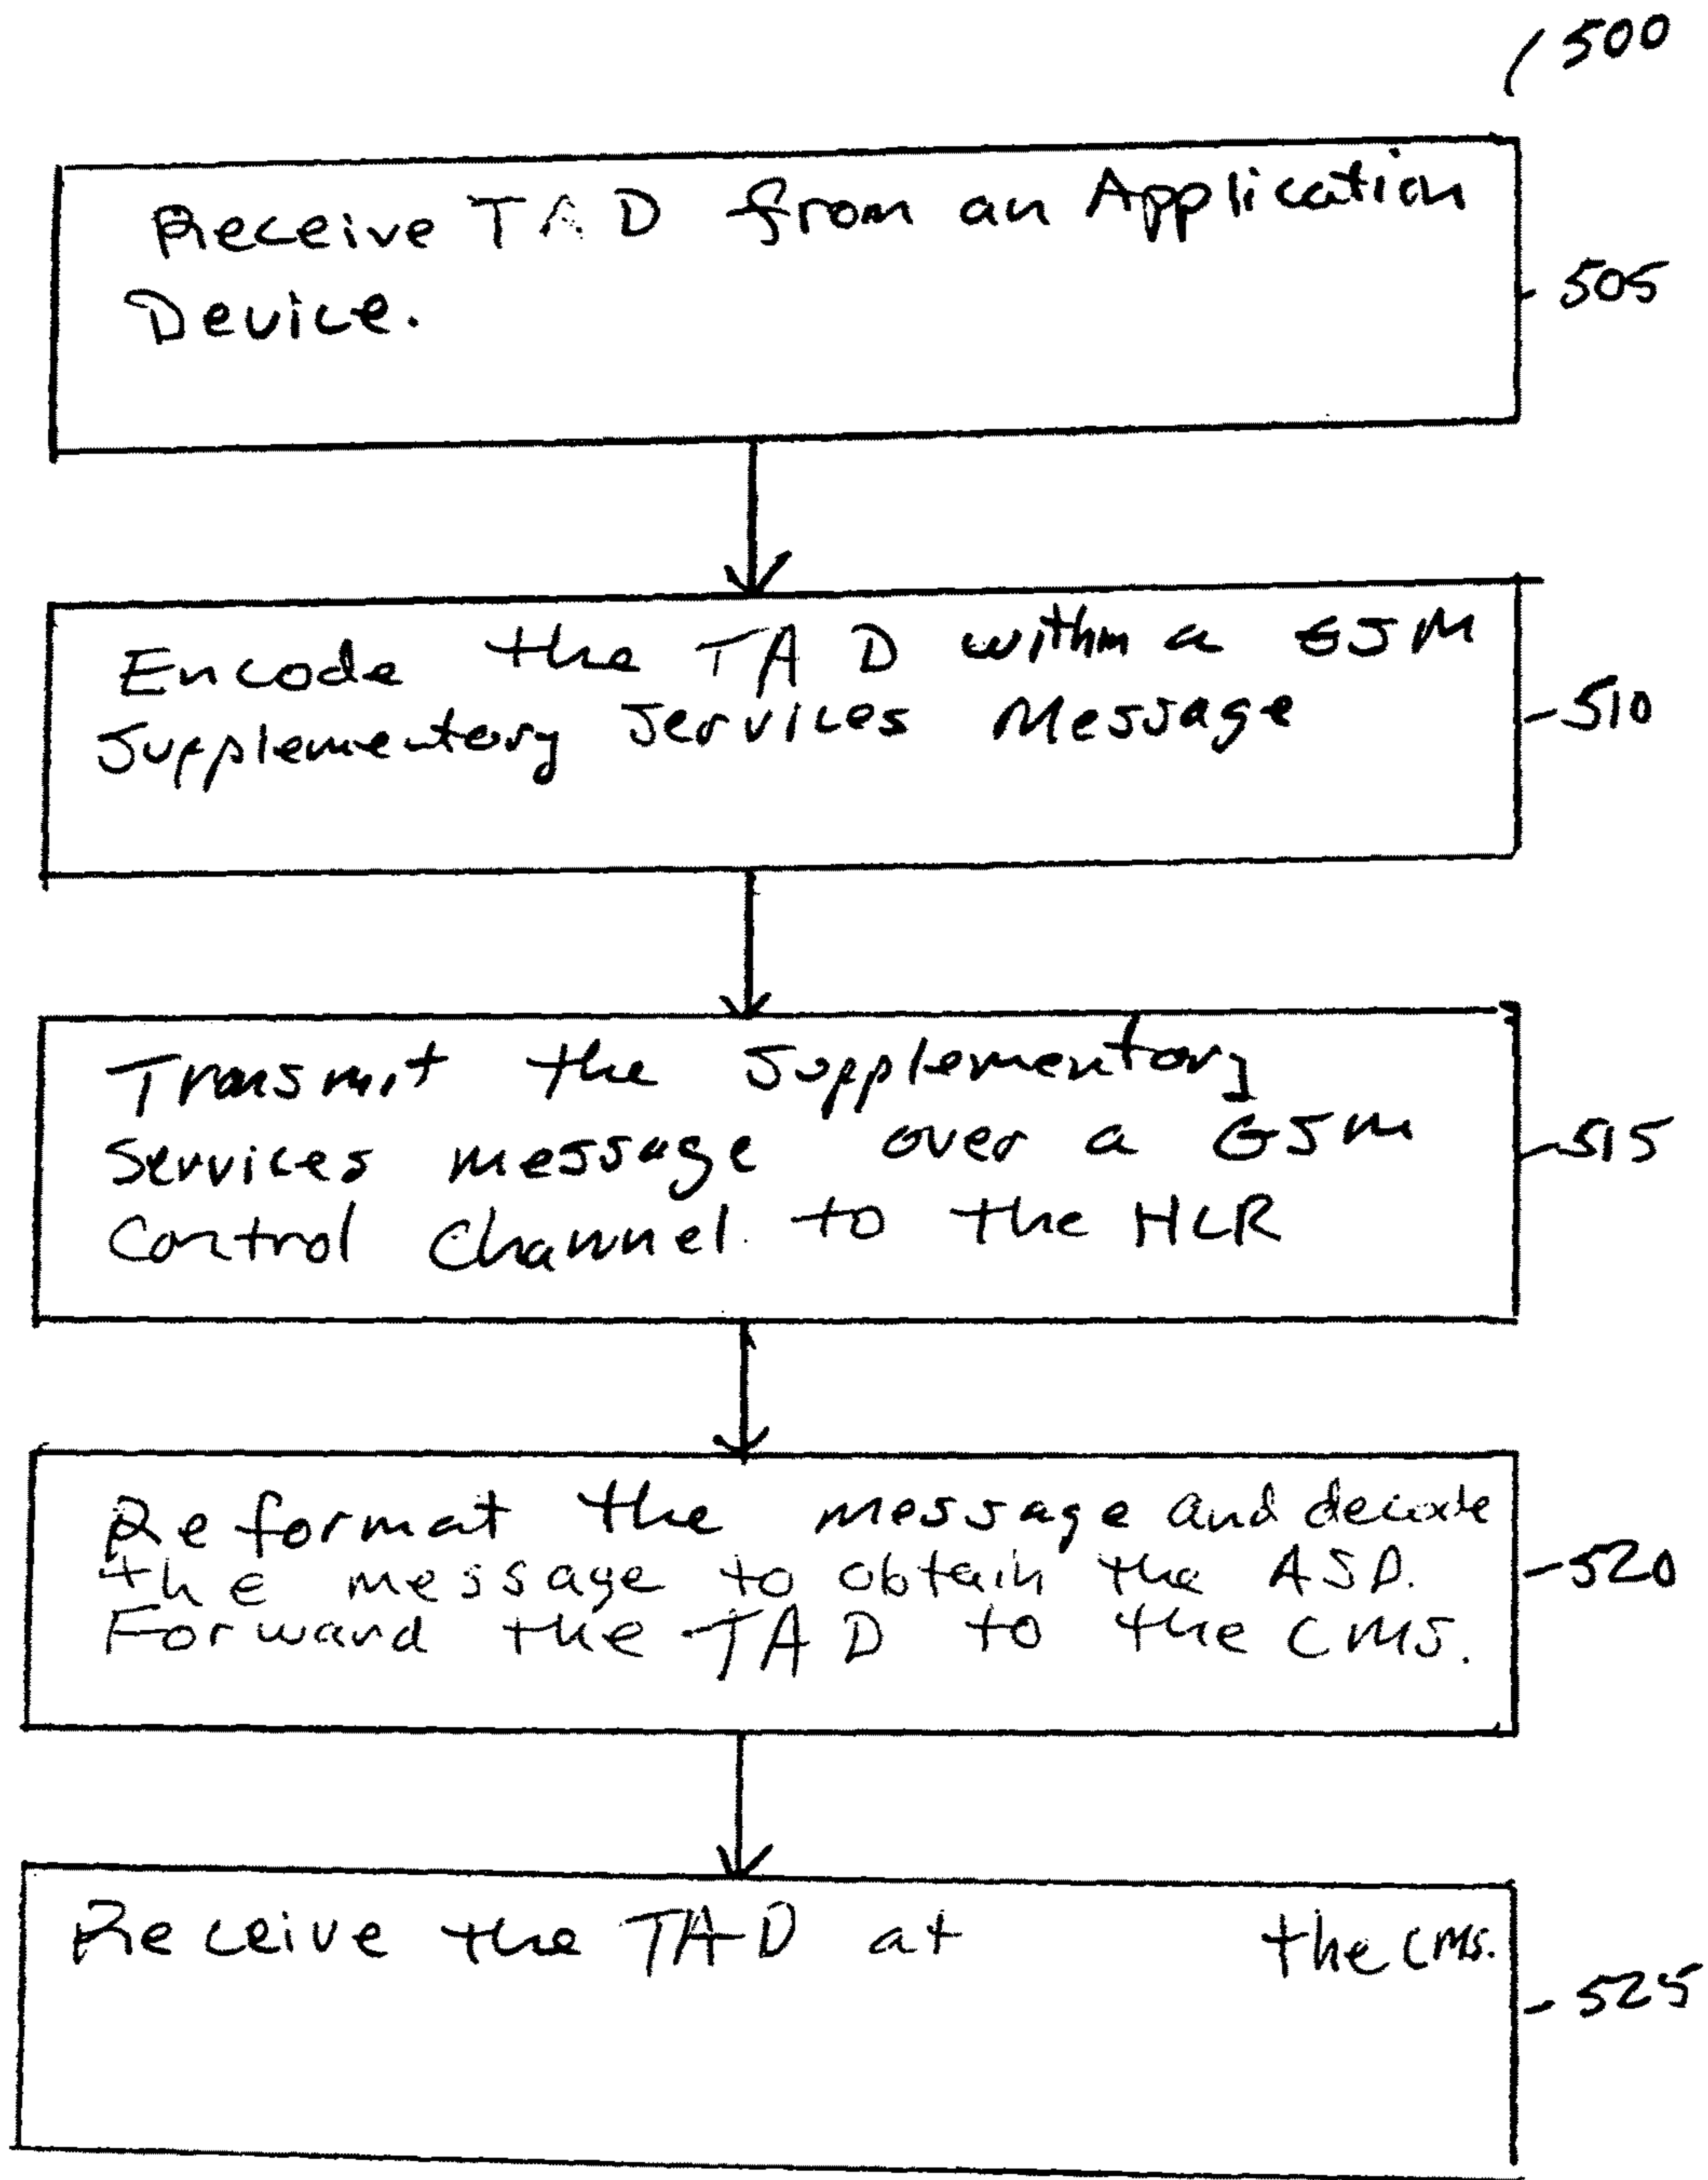 500
Receive TAD from an Application
Device.
505
Encode the TAD within a GSM
Supplementory Services Message
510
Transmit the Supplementory
Services message over a GSM
Control Channel to the HLR
515
Reformat the message and decode
the message to obtain the ASD.
Forward the TAD to the CMS.
520
Receive the TAD at the CMS.
525